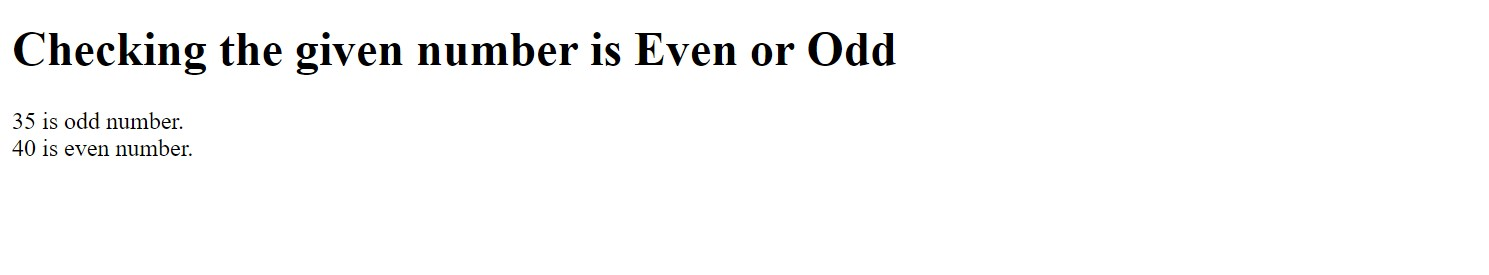 Checking the given number is Even or Odd
35 is odd number.
40 is even number.